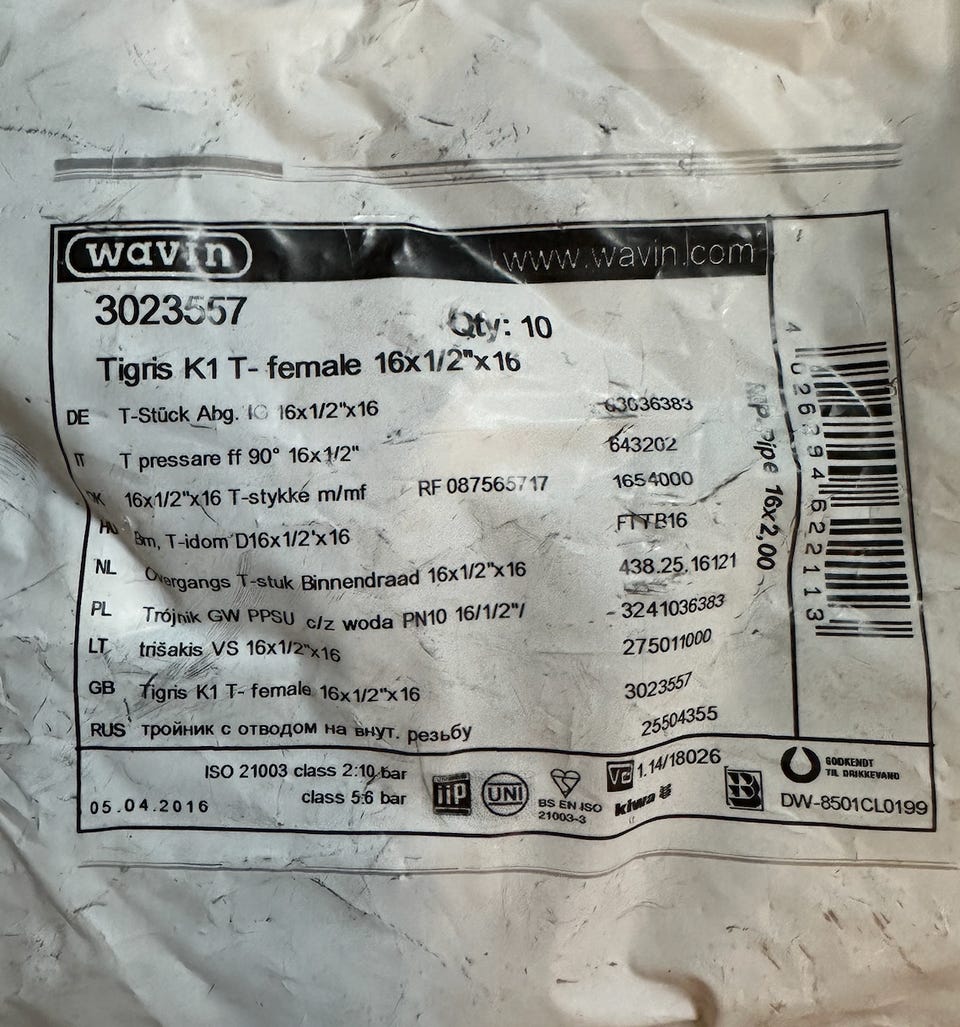 wavin www.wavin.com
3023557 Qty: 10
Tigris K1 T- female 16x1/2"x16
DE T-Stück Abg. IG 16x1/2"x16 63036383
IT T pressare ff 90° 16x1/2" 643202
DK 16x1/2"x16 T-stykke m/mf RF 087565717 1654000
HU Bm, T-idom D16x1/2"x16 FTTB16
NL Overgangs T-stuk Binnendraad 16x1/2"x16 438.25.16121
PL Trójnik GW PPSU c/z woda PN10 16/1/2"/ 3241036383
LT trišakis VS 16x1/2"x16 275011000
GB Tigris K1 T- female 16x1/2"x16 3023557
RUS тройник с отводом на внут. резьбу 25504355
Pipe 16x2,00
4026294622113
ISO 21003 class 2:10 bar
class 5:6 bar
05.04.2016
iiP
UNI
BS EN ISO
21003-3
1.14/18026
kiwa
GODKENDT
TIL DRIKKEVAND
DW-8501CL0199